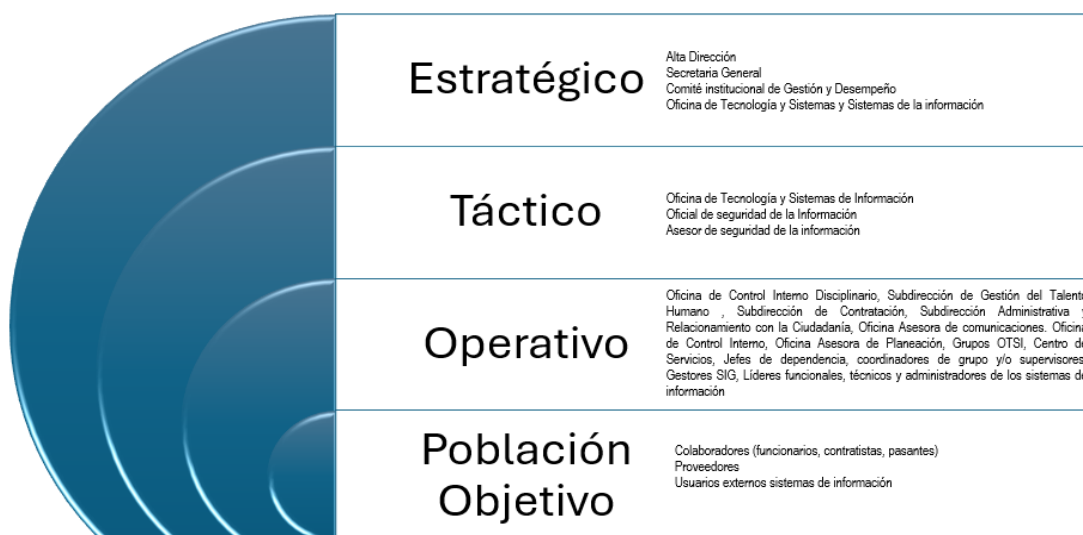 Estratégico
Alta Dirección
Secretaria General
Comité institucional de Gestión y Desempeño
Oficina de Tecnología y Sistemas y Sistemas de la información
Táctico
Oficina de Tecnología y Sistemas de Información
Oficial de seguridad de la Información
Asesor de seguridad de la información
Operativo
Oficina de Control Interno Disciplinario, Subdirección de Gestión del Talento
Humano , Subdirección de Contratación, Subdirección Administrativa y
Relacionamiento con la Ciudadanía, Oficina Asesora de comunicaciones. Oficina
de Control Interno, Oficina Asesora de Planeación, Grupos OTSI, Centro de
Servicios, Jefes de dependencia, coordinadores de grupo y/o supervisores,
Gestores SIG, Líderes funcionales, técnicos y administradores de los sistemas de
información
Población
Objetivo
Colaboradores (funcionarios, contratistas, pasantes)
Proveedores
Usuarios externos sistemas de información